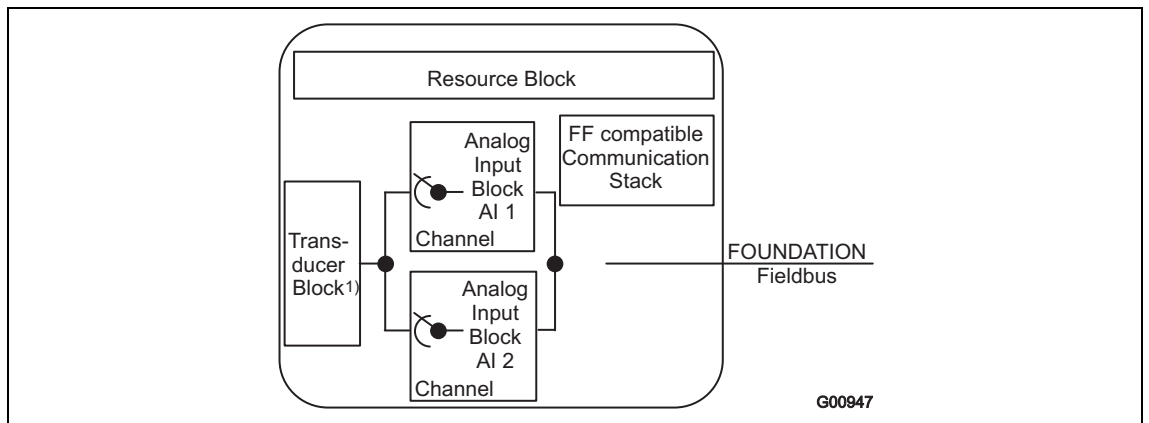 Resource Block
Analog
Input
Block
AI 1
Channel
FF compatible
Communication
Stack
Trans-
ducer
Block1)
FOUNDATION
Fieldbus
Analog
Input
Block
AI 2
Channel
G00947